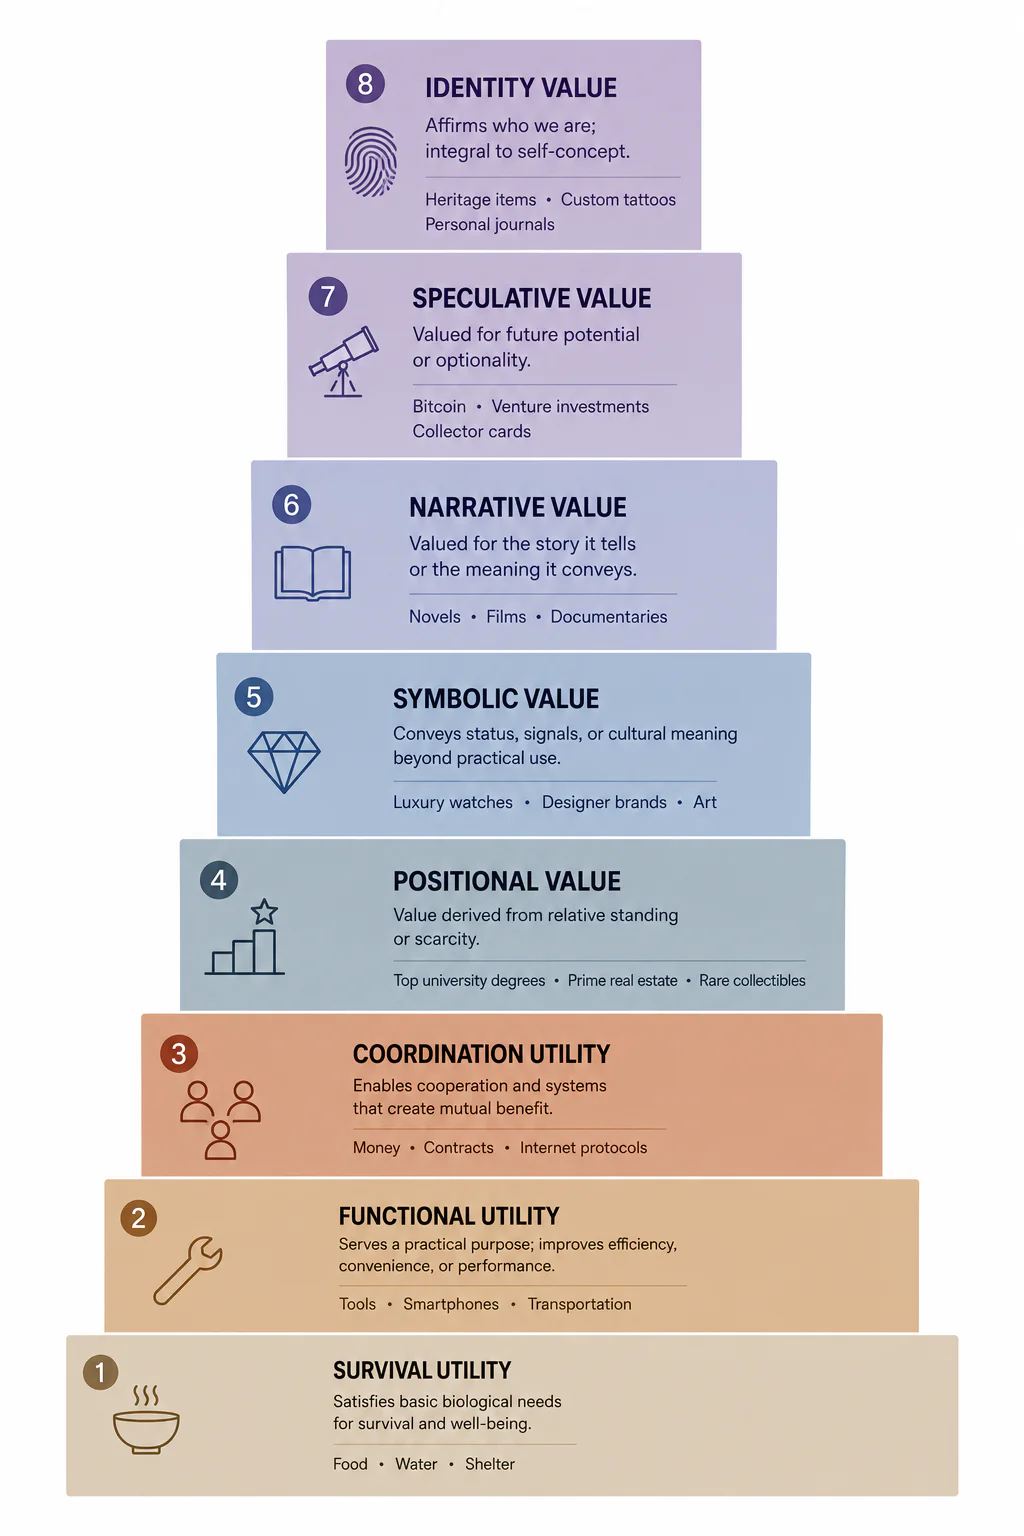 8
IDENTITY VALUE
Affirms who we are;
integral to self-concept.
Heritage items • Custom tattoos
Personal journals
7
SPECULATIVE VALUE
Valued for future potential
or optionality.
Bitcoin • Venture investments
Collector cards
6
NARRATIVE VALUE
Valued for the story it tells
or the meaning it conveys.
Novels • Films • Documentaries
5
SYMBOLIC VALUE
Conveys status, signals, or cultural meaning
beyond practical use.
Luxury watches • Designer brands • Art
4
POSITIONAL VALUE
Value derived from relative standing
or scarcity.
Top university degrees • Prime real estate • Rare collectibles
3
COORDINATION UTILITY
Enables cooperation and systems
that create mutual benefit.
Money • Contracts • Internet protocols
2
FUNCTIONAL UTILITY
Serves a practical purpose; improves efficiency,
convenience, or performance.
Tools • Smartphones • Transportation
1
SURVIVAL UTILITY
Satisfies basic biological needs
for survival and well-being.
Food • Water • Shelter